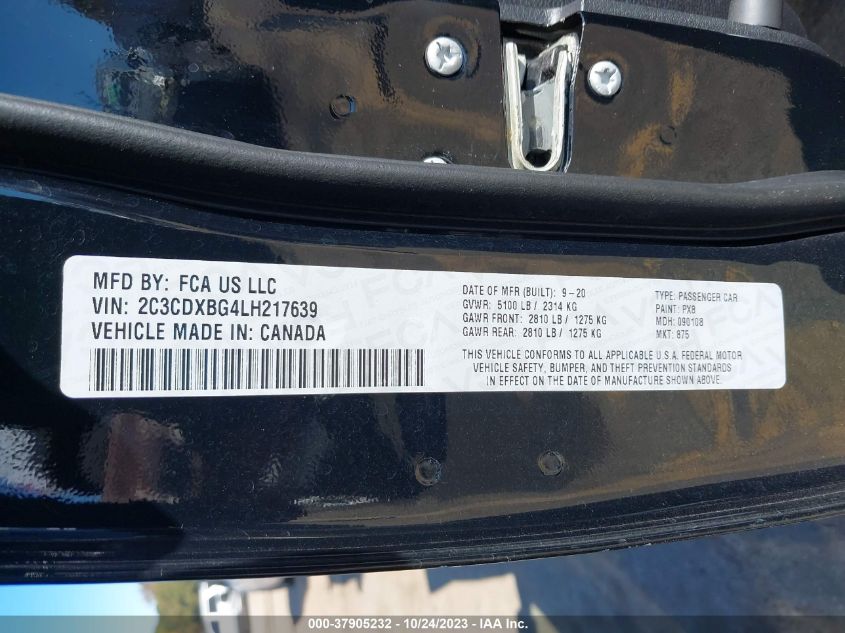 MFD BY: FCA US LLC
VIN: 2C3CDXBG4LH217639
VEHICLE MADE IN: CANADA
DATE OF MFR (BUILT): 9-20
GVWR: 5100 LB / 2314 KG
GAWR FRONT: 2810 LB / 1275 KG
GAWR REAR: 2810 LB / 1275 KG
TYPE: PASSENGER CAR
PAINT: PX8
MDH: 090108
MKT: 875
THIS VEHICLE CONFORMS TO ALL APPLICABLE U.S.A. FEDERAL MOTOR
VEHICLE SAFETY, BUMPER, AND THEFT PREVENTION STANDARDS
IN EFFECT ON THE DATE OF MANUFACTURE SHOWN ABOVE.
000-37905232 - 10/24/2023 - IAA Inc.